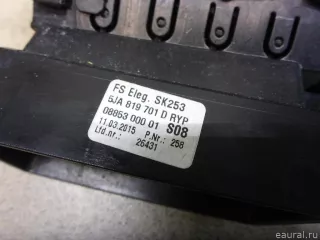 FS Eleg. SK253
5JA 819 701 D RYP
08853 000 01 S08
11.03.2015 P.Nr.: 258
Lfd.nr.: 26431
eaural.ru